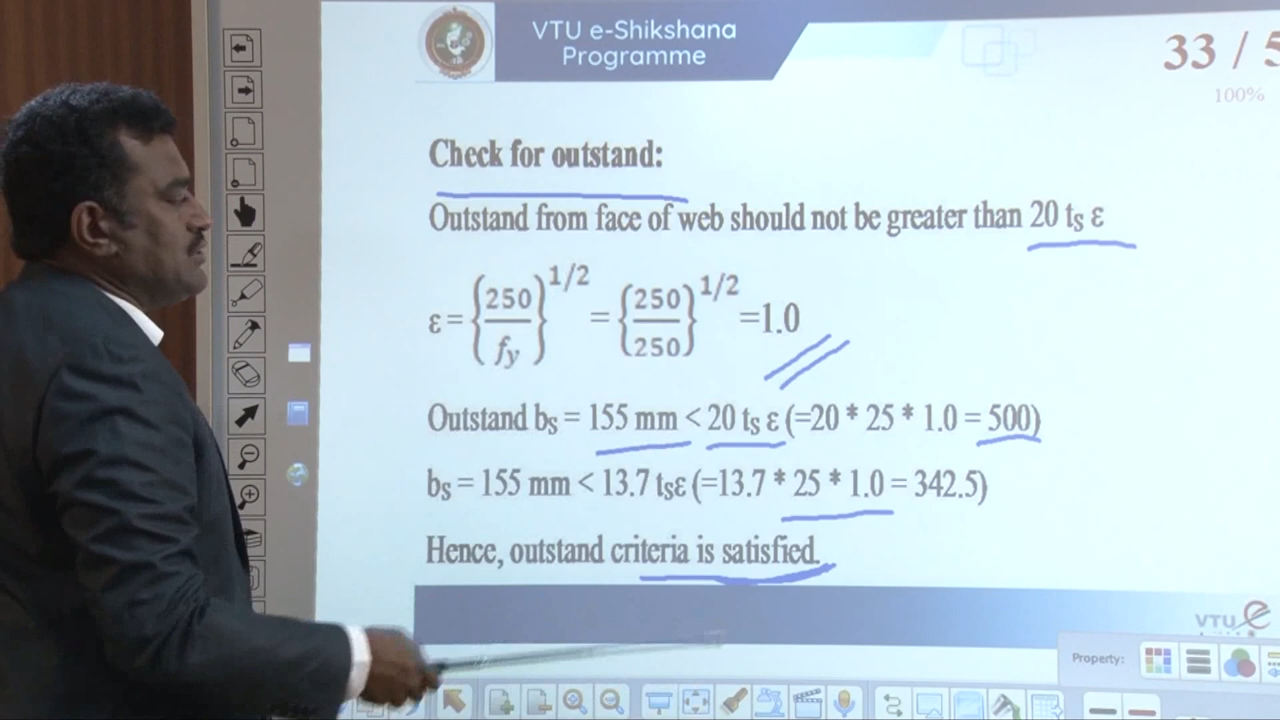 VTU e-Shikshana
Programme
33 / 5
100%
Check for outstand:
Outstand from face of web should not be greater than 20 tₛ ε
ε = {250/fy}^1/2 = {250/250}^1/2 =1.0
Outstand bₛ = 155 mm < 20 tₛ ε (=20 * 25 * 1.0 = 500)
bₛ = 155 mm < 13.7 tₛε (=13.7 * 25 * 1.0 = 342.5)
Hence, outstand criteria is satisfied.
VTU e
Property: